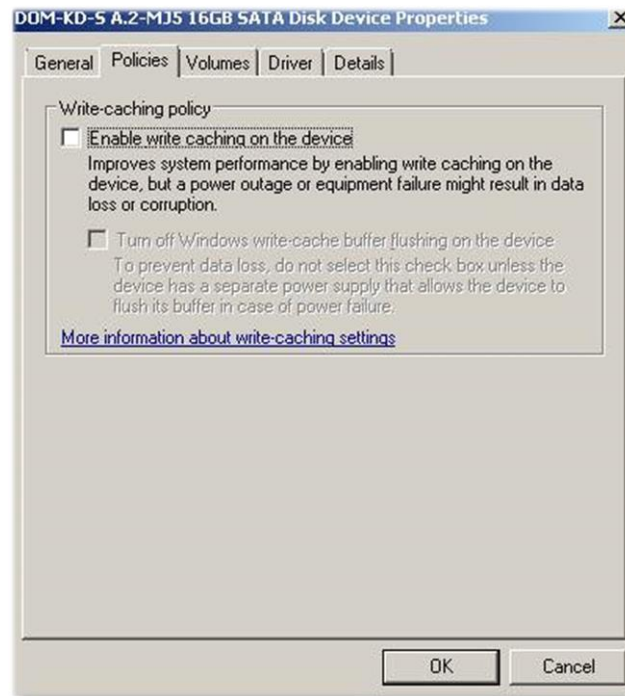 DOM-KD-S A.2-MJ5 16GB SATA Disk Device Properties
General Policies Volumes Driver Details
Write-caching policy
Enable write caching on the device
Improves system performance by enabling write caching on the
device, but a power outage or equipment failure might result in data
loss or corruption.
Turn off Windows write-cache buffer flushing on the device
To prevent data loss, do not select this check box unless the
device has a separate power supply that allows the device to
flush its buffer in case of power failure.
More information about write-caching settings
OK Cancel